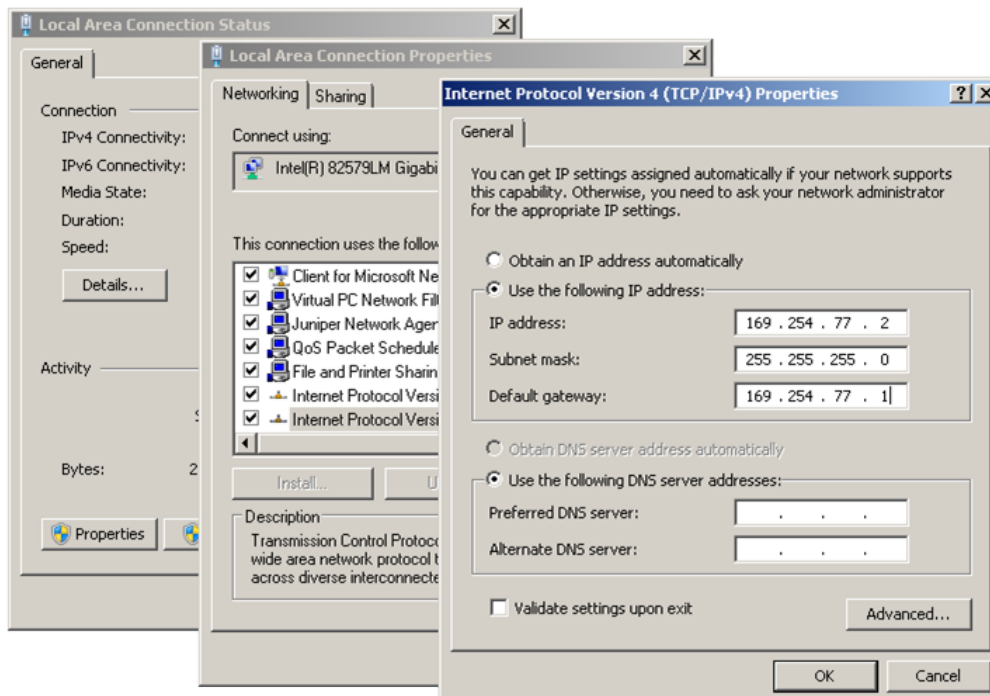 Local Area Connection Status
General
Connection
IPv4 Connectivity:
IPv6 Connectivity:
Media State:
Duration:
Speed:
Details...
Activity
Bytes: 2
Properties
Local Area Connection Properties
Networking Sharing
Connect using:
Intel(R) 82579LM Gigabi
This connection uses the follow
Client for Microsoft Ne
Virtual PC Network Filt
Juniper Network Agen
QoS Packet Schedule
File and Printer Sharin
Internet Protocol Versi
Internet Protocol Versi
Install... U
Description
Transmission Control Protoco
wide area network protocol t
across diverse interconnecte
Internet Protocol Version 4 (TCP/IPv4) Properties
General
You can get IP settings assigned automatically if your network supports
this capability. Otherwise, you need to ask your network administrator
for the appropriate IP settings.
Obtain an IP address automatically
Use the following IP address:
IP address: 169 . 254 . 77 . 2
Subnet mask: 255 . 255 . 255 . 0
Default gateway: 169 . 254 . 77 . 1
Obtain DNS server address automatically
Use the following DNS server addresses:
Preferred DNS server: . . .
Alternate DNS server: . . .
Validate settings upon exit
Advanced...
OK Cancel